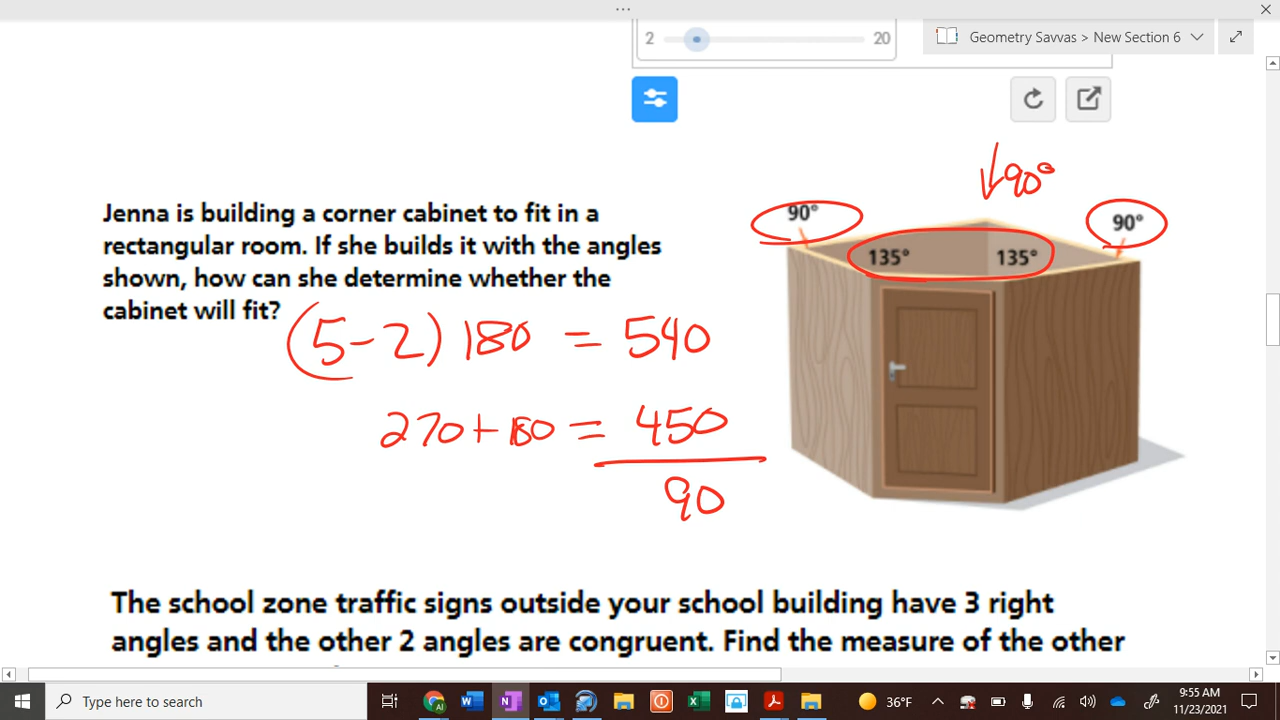 ...
2
20
Geometry Savvas > New Section 6
90°
90°
90°
135°
135°
Jenna is building a corner cabinet to fit in a
rectangular room. If she builds it with the angles
shown, how can she determine whether the
cabinet will fit?
(5-2) 180 = 540
270+180 = 450
90
The school zone traffic signs outside your school building have 3 right
angles and the other 2 angles are congruent. Find the measure of the other
Type here to search
36°F
9:55 AM
11/23/2021